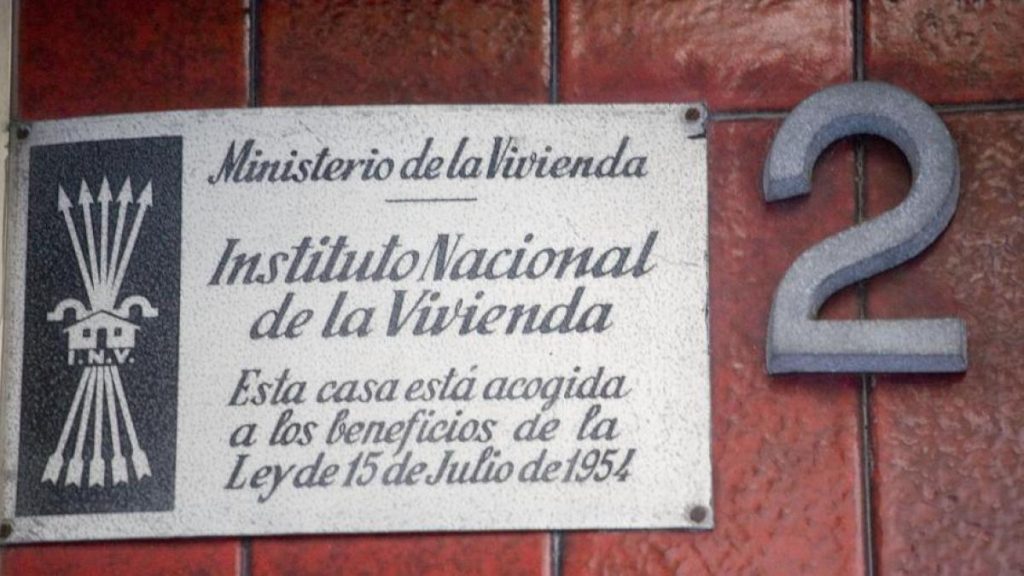 I.N.V.
Ministerio de la Vivienda
Instituto Nacional
de la Vivienda
Esta casa está acogida
a los beneficios de la
Ley de 15 de Julio de 1954
2